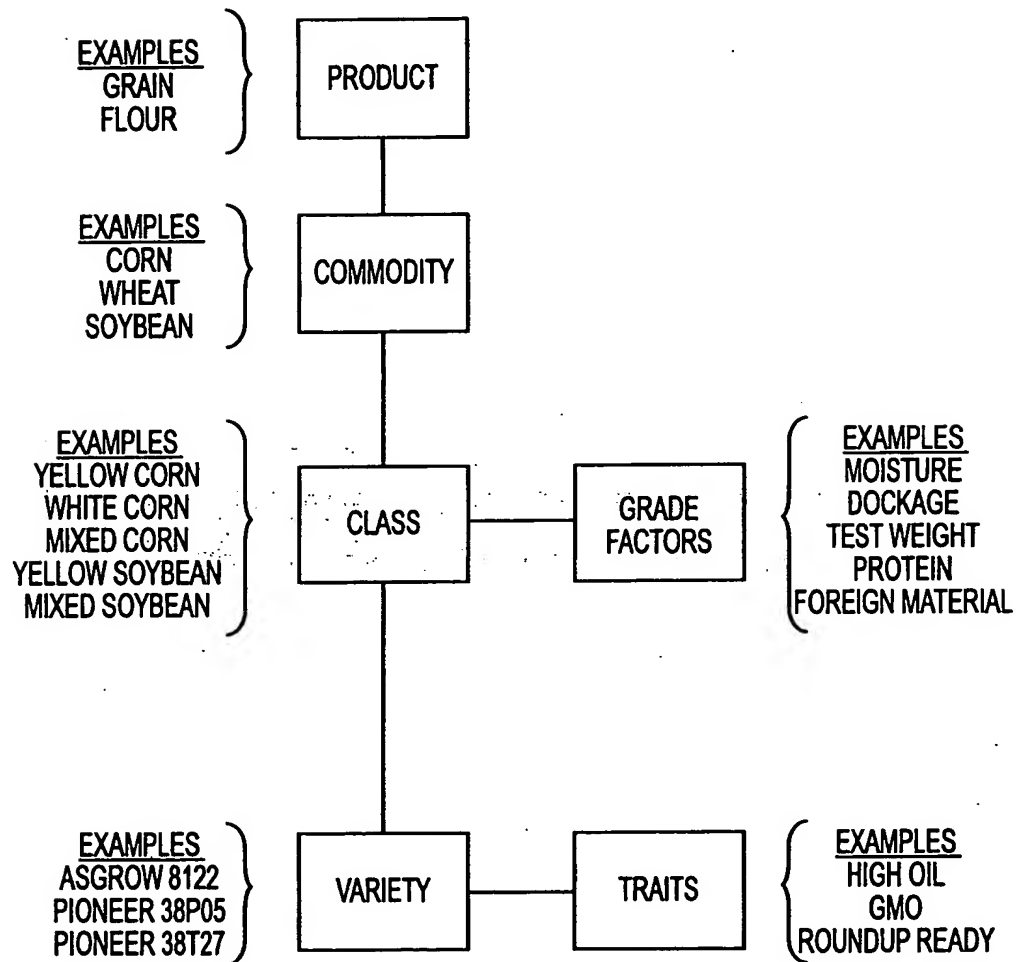 EXAMPLES
GRAIN
FLOUR
PRODUCT
EXAMPLES
CORN
WHEAT
SOYBEAN
COMMODITY
EXAMPLES
YELLOW CORN
WHITE CORN
MIXED CORN
YELLOW SOYBEAN
MIXED SOYBEAN
CLASS
GRADE
FACTORS
EXAMPLES
MOISTURE
DOCKAGE
TEST WEIGHT
PROTEIN
FOREIGN MATERIAL
EXAMPLES
ASGROW 8122
PIONEER 38P05
PIONEER 38T27
VARIETY
TRAITS
EXAMPLES
HIGH OIL
GMO
ROUNDUP READY